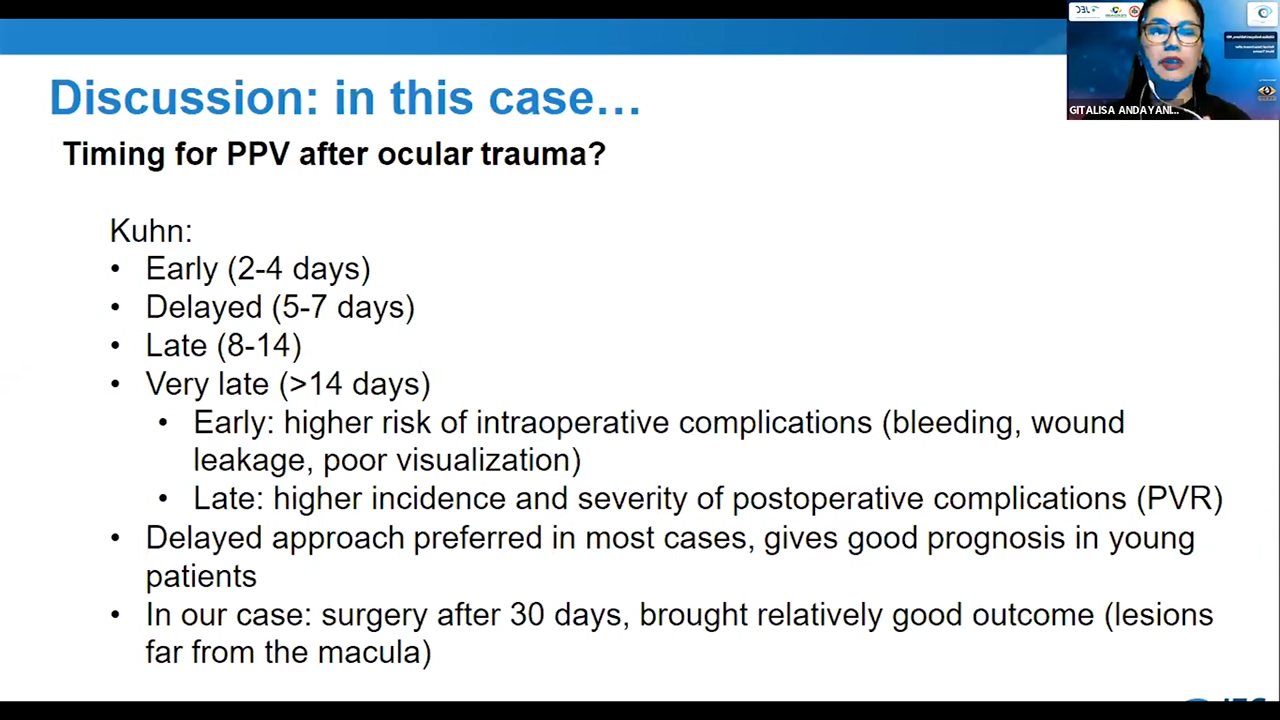 Discussion: in this case…
Timing for PPV after ocular trauma?
Kuhn:
• Early (2-4 days)
• Delayed (5-7 days)
• Late (8-14)
• Very late (>14 days)
• Early: higher risk of intraoperative complications (bleeding, wound
leakage, poor visualization)
• Late: higher incidence and severity of postoperative complications (PVR)
• Delayed approach preferred in most cases, gives good prognosis in young
patients
• In our case: surgery after 30 days, brought relatively good outcome (lesions
far from the macula)
GITALISA ANDAYANI...